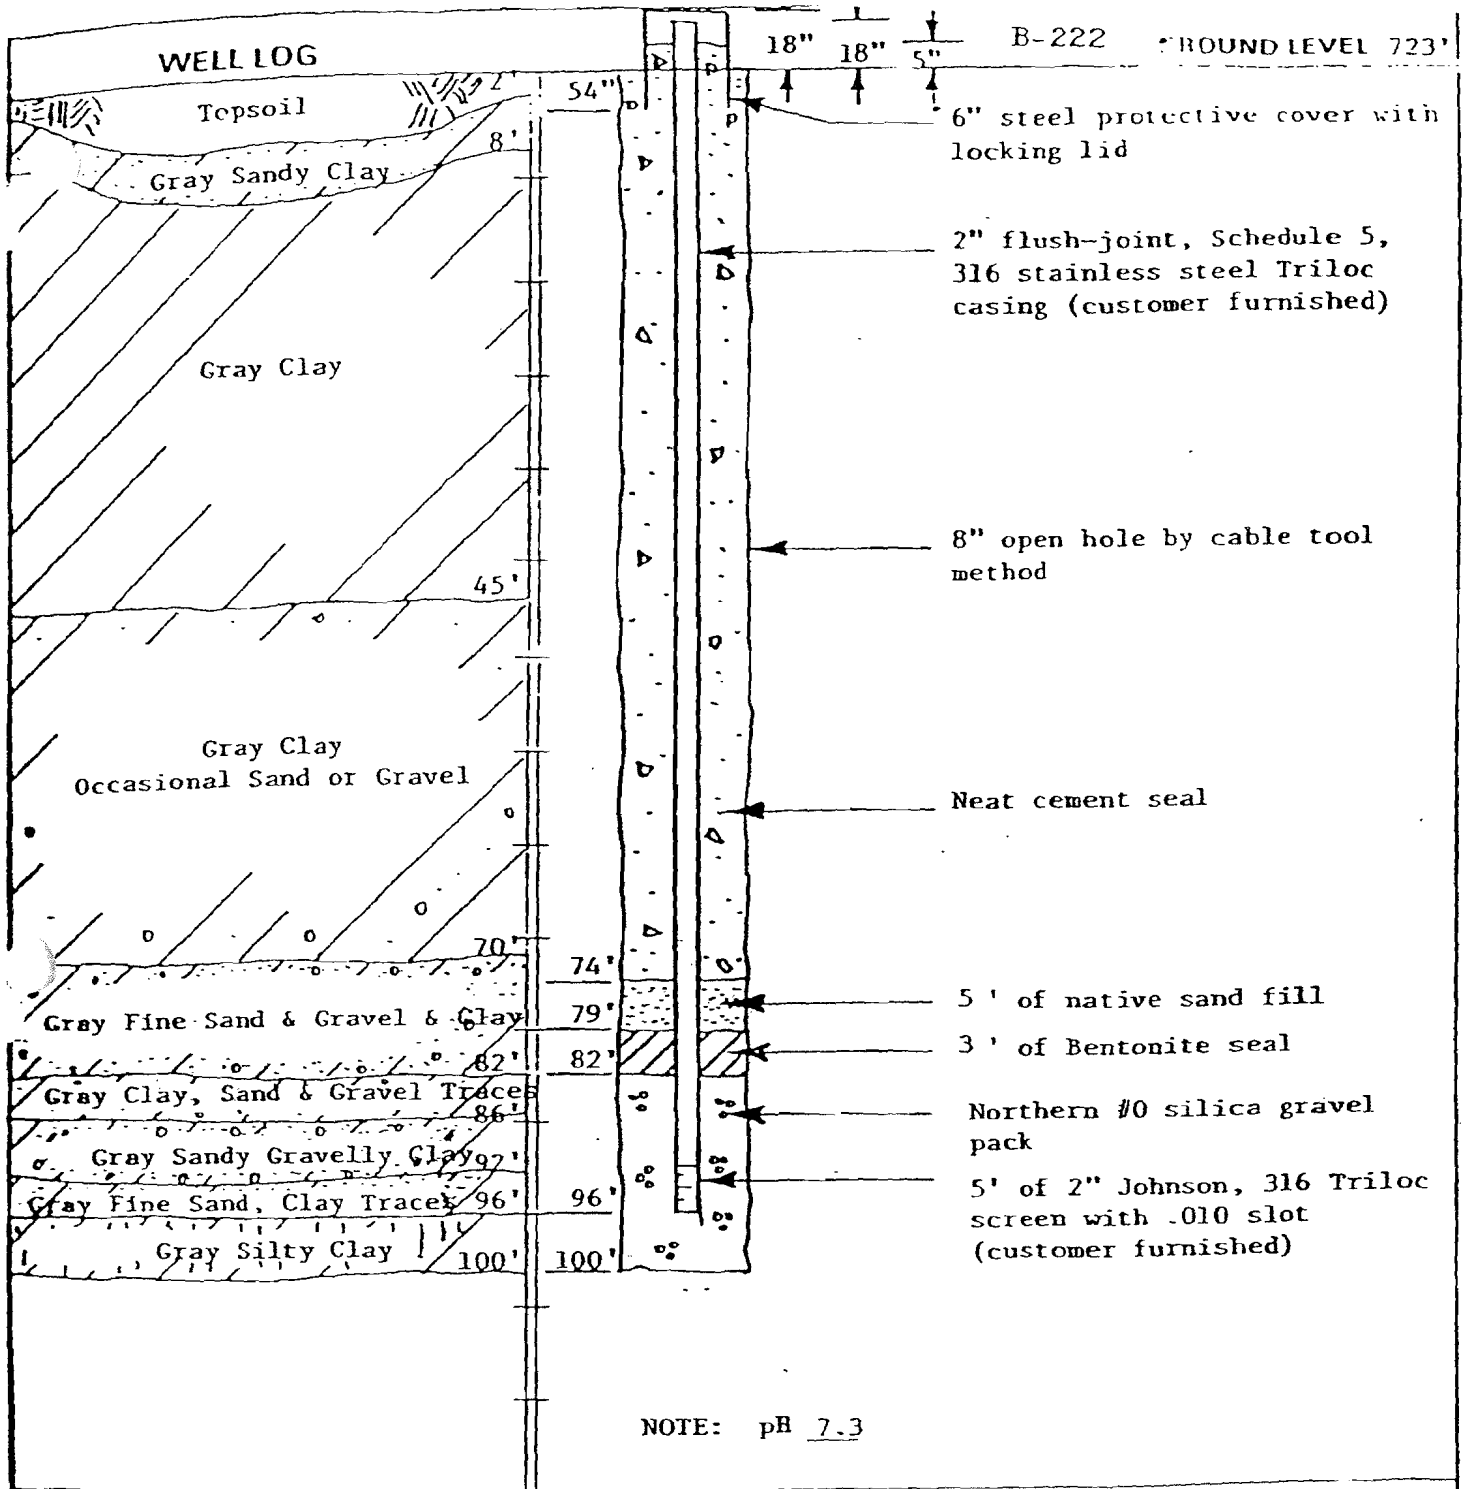 WELL LOG
18"
18"
5"
B-222
GROUND LEVEL 723'
2'
54"
Topsoil
6" steel protective cover with
locking lid
8'
Gray Sandy Clay
2" flush-joint, Schedule 5,
316 stainless steel Triloc
casing (customer furnished)
Gray Clay
8" open hole by cable tool
method
45'
Gray Clay
Occasional Sand or Gravel
Neat cement seal
70'
74'
5' of native sand fill
Gray Fine Sand & Gravel & Clay
79'
3' of Bentonite seal
82'
82'
Gray Clay, Sand & Gravel Traces
86'
Northern #0 silica gravel
pack
Gray Sandy Gravelly Clay
92'
5' of 2" Johnson, 316 Triloc
screen with .010 slot
(customer furnished)
Gray Fine Sand, Clay Traces
96'
96'
Gray Silty Clay
100'
100'
NOTE: pH 7.3